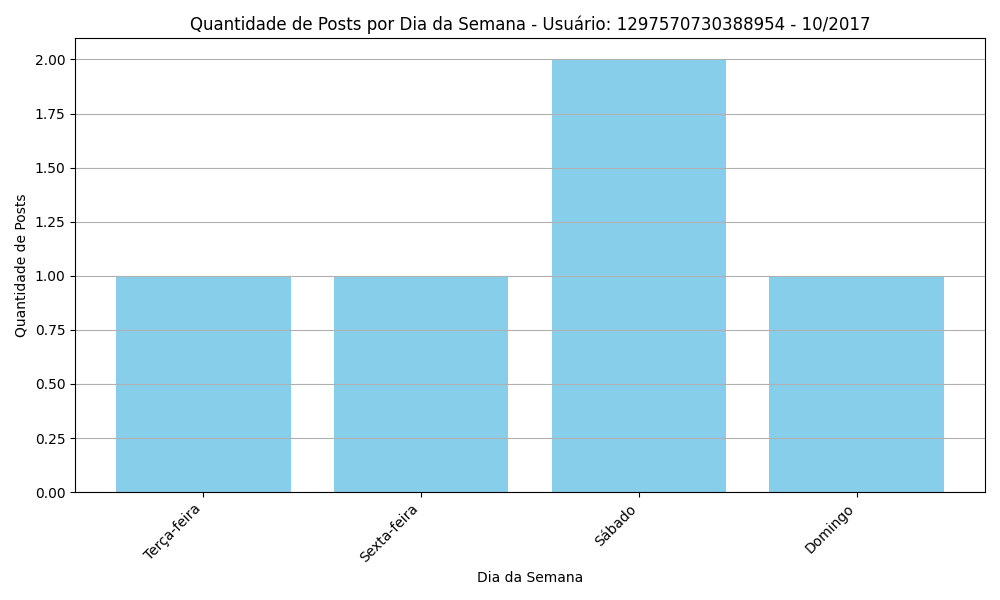 Quantidade de Posts por Dia da Semana - Usuário: 1297570730388954 - 10/2017
Quantidade de Posts
2.00
1.75
1.50
1.25
1.00
0.75
0.50
0.25
0.00
Terça-feira
Sexta-feira
Sábado
Domingo
Dia da Semana